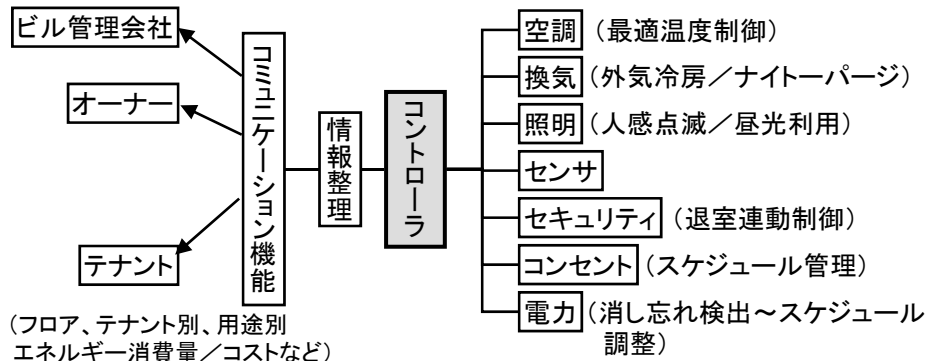 ビル管理会社
オーナー
テナント
(フロア、テナント別、用途別
エネルギー消費量／コストなど)
コミュニケーション機能
情報整理
コントローラ
空調(最適温度制御)
換気(外気冷房／ナイトーパージ)
照明(人感点滅／昼光利用)
センサ
セキュリティ(退室連動制御)
コンセント(スケジュール管理)
電力(消し忘れ検出～スケジュール
調整)